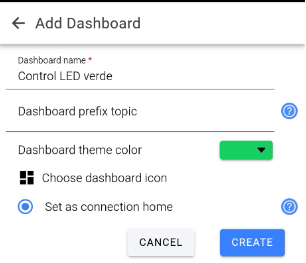 Add Dashboard
Dashboard name *
Control LED verde
Dashboard prefix topic
?
Dashboard theme color
Choose dashboard icon
Set as connection home
?
CANCEL
CREATE